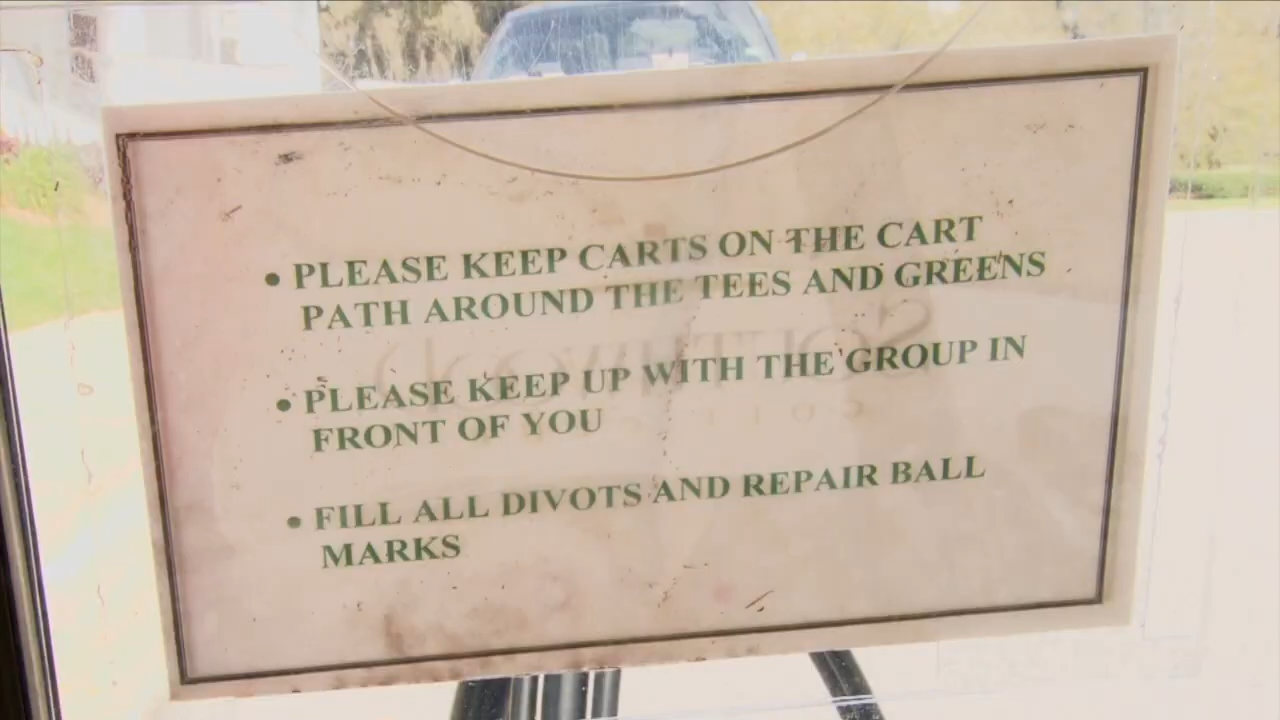 • PLEASE KEEP CARTS ON THE CART
PATH AROUND THE TEES AND GREENS
• PLEASE KEEP UP WITH THE GROUP IN
FRONT OF YOU
• FILL ALL DIVOTS AND REPAIR BALL
MARKS